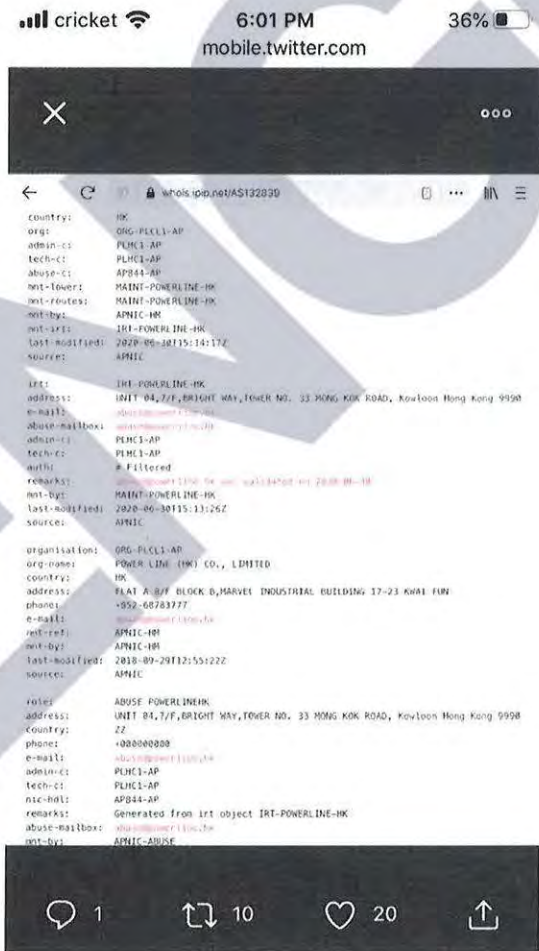 cricket 6:01 PM 36%
mobile.twitter.com
whois.ipip.net/AS132839
country: HK
org: ORG-PLCL1-AP
admin-c: PLHC1-AP
tech-c: PLHC1-AP
abuse-c: AP844-AP
mnt-lower: MAINT-POWERLINE-HK
mnt-routes: MAINT-POWERLINE-HK
mnt-by: APNIC-HM
mnt-irt: IRT-POWERLINE-HK
last-modified: 2020-06-30T15:14:17Z
source: APNIC
irt: IRT-POWERLINE-HK
address: UNIT 04,7/F,BRIGHT WAY,TOWER NO. 33 MONG KOK ROAD, Kowloon Hong Kong 9990
e-mail:
abuse-mailbox:
admin-c: PLHC1-AP
tech-c: PLHC1-AP
auth: # Filtered
remarks: was validated on
mnt-by: MAINT-POWERLINE-HK
last-modified: 2020-06-30T15:13:26Z
source: APNIC
organisation: ORG-PLCL1-AP
org-name: POWER LINE (HK) CO., LIMITED
country: HK
address: FLAT A 8/F BLOCK B,MARVEL INDUSTRIAL BUILDING 17-23 KWAI FUN
phone: +852-68783777
e-mail:
mnt-ref: APNIC-HM
mnt-by: APNIC-HM
last-modified: 2018-09-29T12:55:22Z
source: APNIC
role: ABUSE POWERLINEHK
address: UNIT 04,7/F,BRIGHT WAY,TOWER NO. 33 MONG KOK ROAD, Kowloon Hong Kong 9990
country: ZZ
phone: +000000000
e-mail: abuse@powerline.hk
admin-c: PLHC1-AP
tech-c: PLHC1-AP
nic-hdl: AP844-AP
remarks: Generated from irt object IRT-POWERLINE-HK
abuse-mailbox: abuse@powerline.hk
mnt-by: APNIC-ABUSE
1 10 20